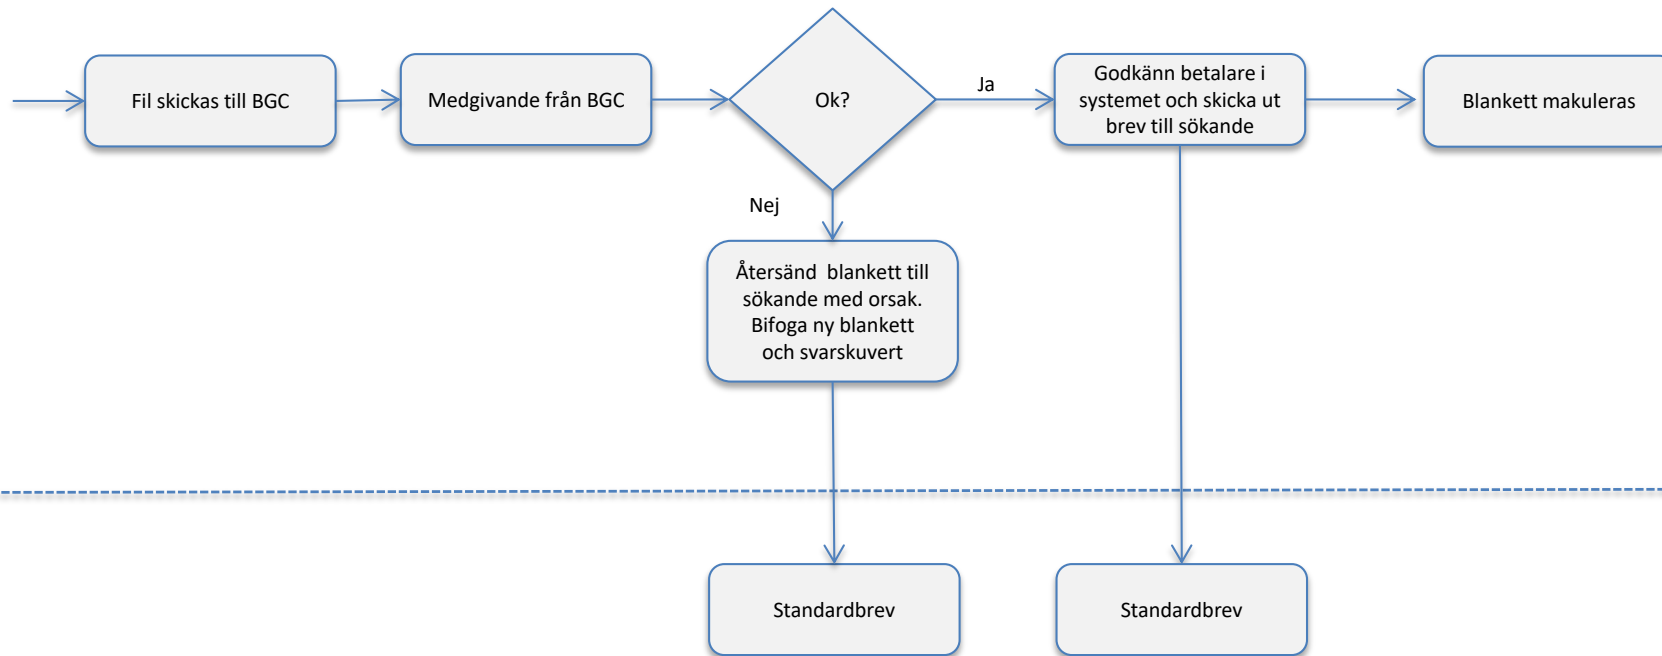 Fil skickas till BGC
Medgivande från BGC
Ok?
Ja
Godkänn betalare i
systemet och skicka ut
brev till sökande
Blankett makuleras
Nej
Återsänd  blankett till
sökande med orsak.
Bifoga ny blankett
och svarskuvert
Standardbrev
Standardbrev